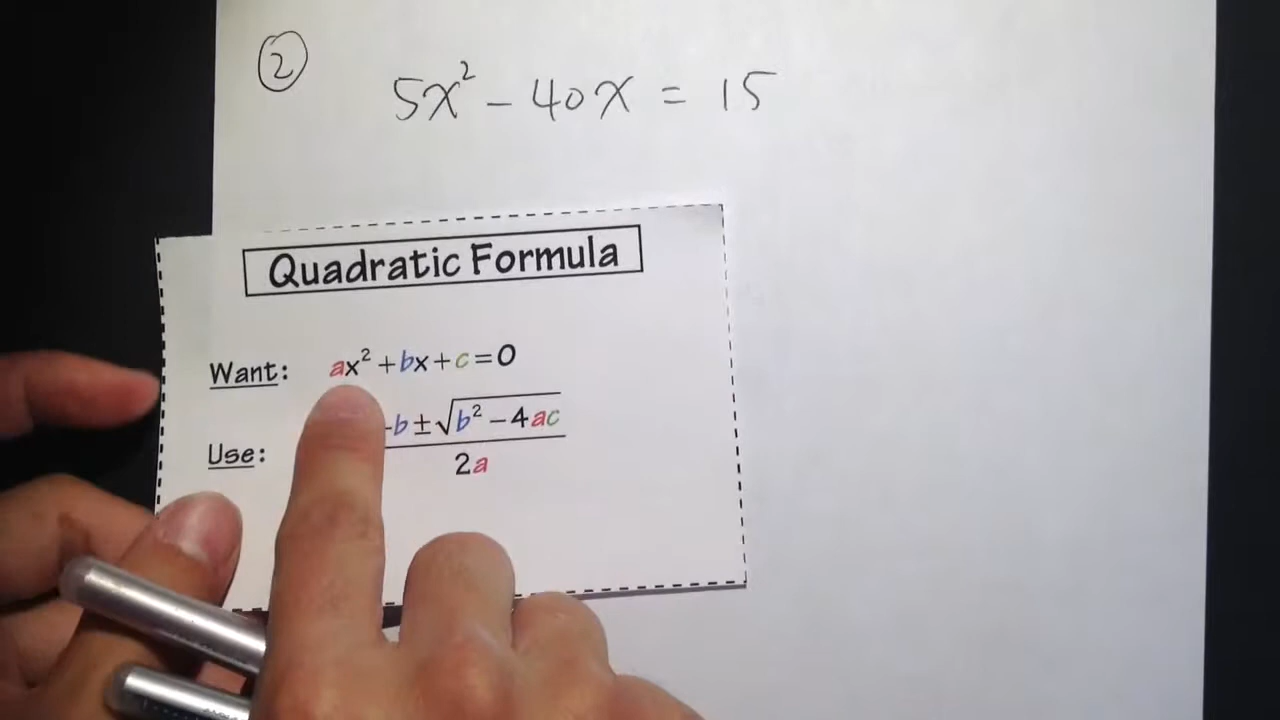 ② 5x² - 40x = 15
Quadratic Formula
Want: ax² + bx + c = 0
Use: -b ± √b² - 4ac
2a